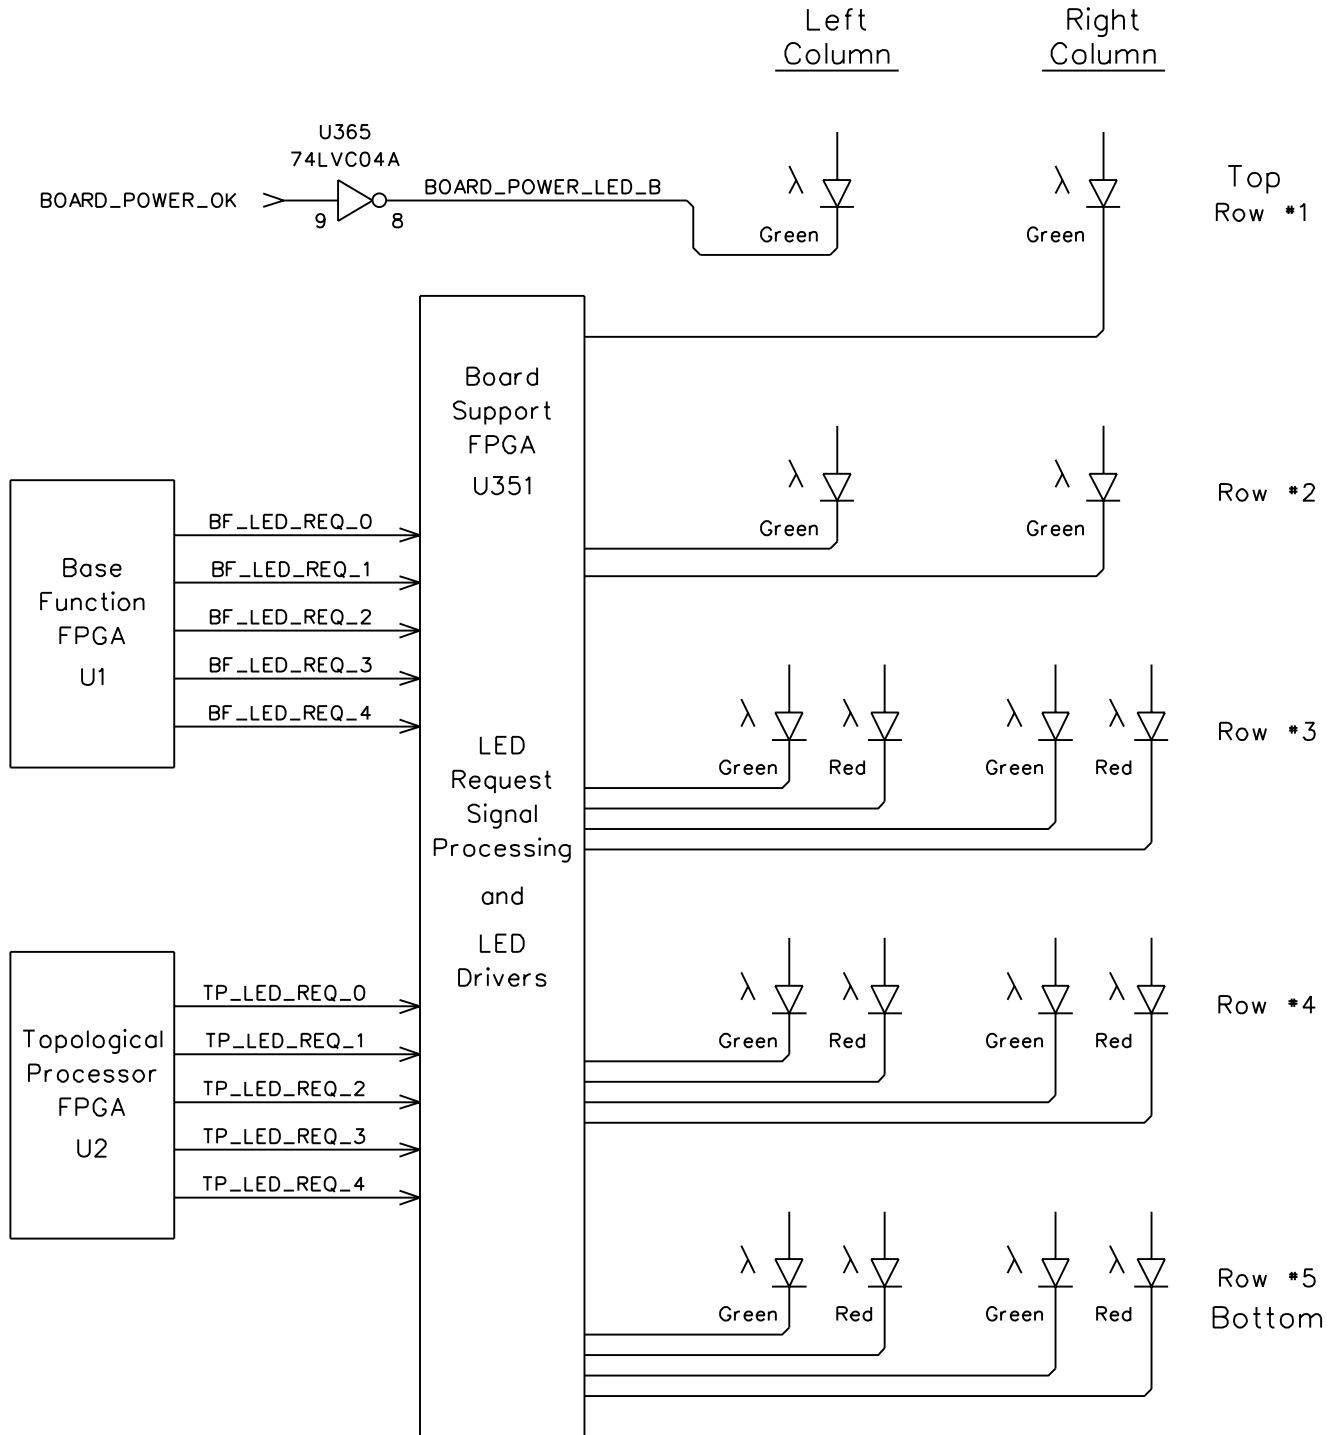 Left
Column
Right
Column
U365
74LVC04A
BOARD_POWER_OK
9
8
BOARD_POWER_LED_B
λ
Green
λ
Green
Top
Row #1
Board
Support
FPGA
U351
λ
Green
λ
Green
Row #2
Base
Function
FPGA
U1
BF_LED_REQ_0
BF_LED_REQ_1
BF_LED_REQ_2
BF_LED_REQ_3
BF_LED_REQ_4
LED
Request
Signal
Processing
and
LED
Drivers
λ
Green
λ
Red
λ
Green
λ
Red
Row #3
Topological
Processor
FPGA
U2
TP_LED_REQ_0
TP_LED_REQ_1
TP_LED_REQ_2
TP_LED_REQ_3
TP_LED_REQ_4
λ
Green
λ
Red
λ
Green
λ
Red
Row #4
λ
Green
λ
Red
λ
Green
λ
Red
Row #5
Bottom